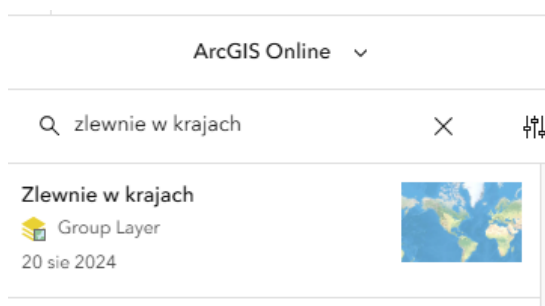 ArcGIS Online
zlewnie w krajach
Zlewnie w krajach
Group Layer
20 sie 2024